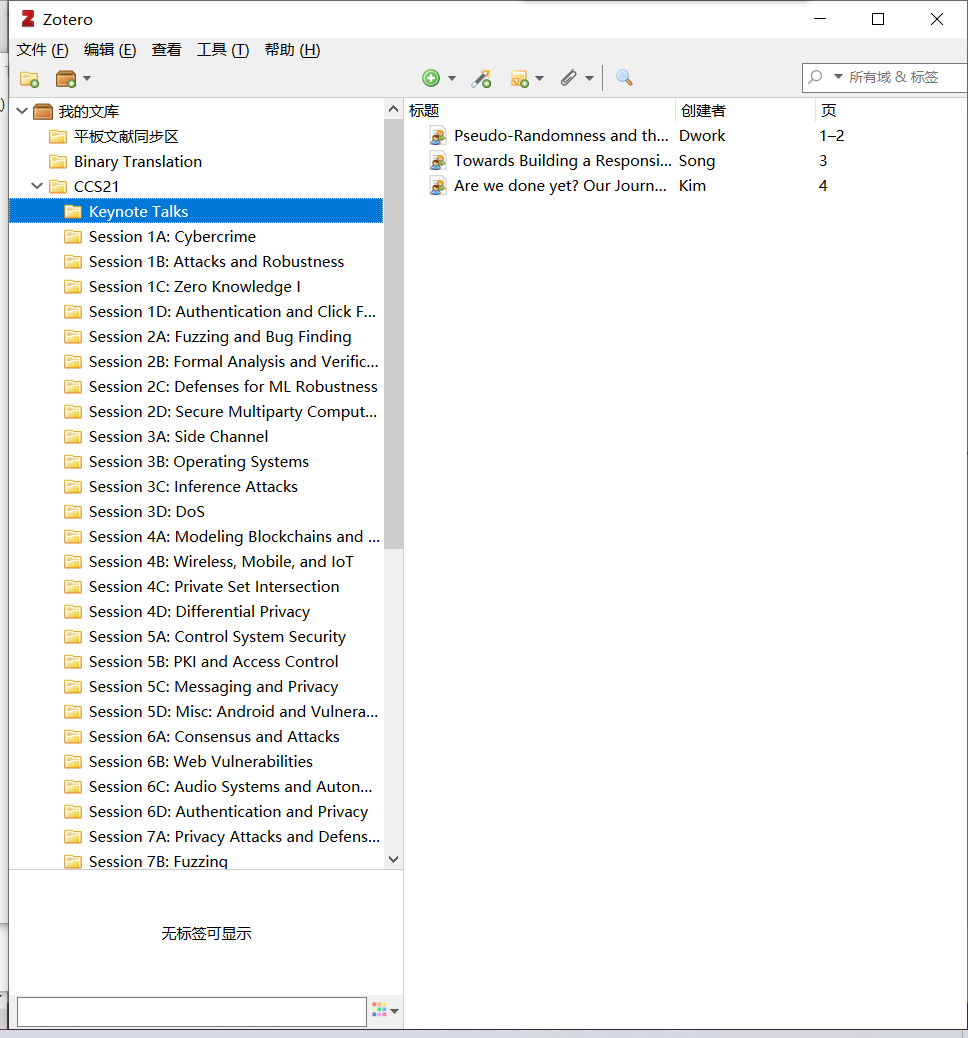 Zotero
文件 (F) 编辑 (E) 查看 工具 (T) 帮助 (H)
所有域 & 标签
我的文库
平板文献同步区
Binary Translation
CCS21
Keynote Talks
Session 1A: Cybercrime
Session 1B: Attacks and Robustness
Session 1C: Zero Knowledge I
Session 1D: Authentication and Click F...
Session 2A: Fuzzing and Bug Finding
Session 2B: Formal Analysis and Verific...
Session 2C: Defenses for ML Robustness
Session 2D: Secure Multiparty Comput...
Session 3A: Side Channel
Session 3B: Operating Systems
Session 3C: Inference Attacks
Session 3D: DoS
Session 4A: Modeling Blockchains and ...
Session 4B: Wireless, Mobile, and IoT
Session 4C: Private Set Intersection
Session 4D: Differential Privacy
Session 5A: Control System Security
Session 5B: PKI and Access Control
Session 5C: Messaging and Privacy
Session 5D: Misc: Android and Vulnera...
Session 6A: Consensus and Attacks
Session 6B: Web Vulnerabilities
Session 6C: Audio Systems and Auton...
Session 6D: Authentication and Privacy
Session 7A: Privacy Attacks and Defens...
Session 7B: Fuzzing
无标签可显示
标题 创建者 页
Pseudo-Randomness and th... Dwork 1–2
Towards Building a Responsi... Song 3
Are we done yet? Our Journ... Kim 4